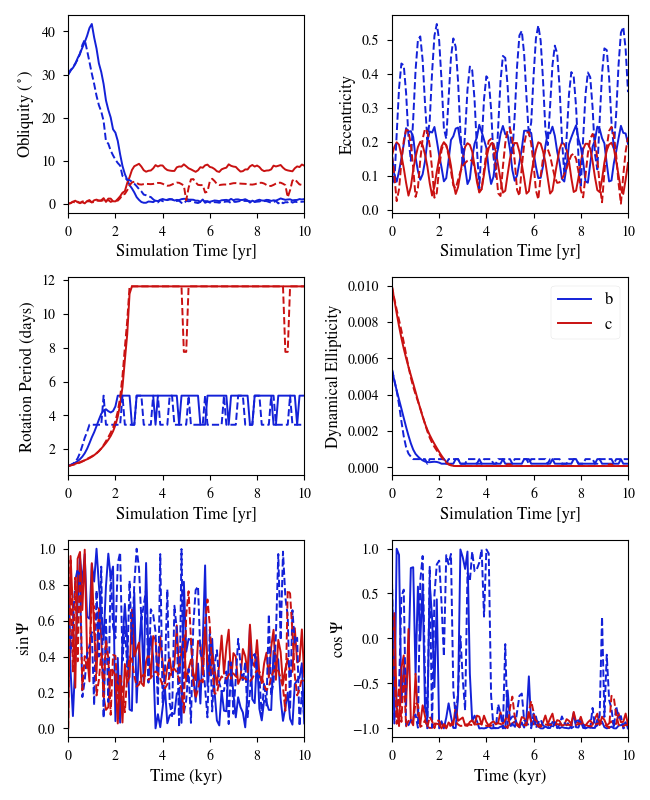 Obliquity (°)
40
30
20
10
0
0 2 4 6 8 10
Simulation Time [yr]
Eccentricity
0.5
0.4
0.3
0.2
0.1
0.0
0 2 4 6 8 10
Simulation Time [yr]
Rotation Period (days)
12
10
8
6
4
2
0 2 4 6 8 10
Simulation Time [yr]
Dynamical Ellipticity
0.010
0.008
0.006
0.004
0.002
0.000
b
c
0 2 4 6 8 10
Simulation Time [yr]
sin Ψ
1.0
0.8
0.6
0.4
0.2
0.0
0 2 4 6 8 10
Time (kyr)
cos Ψ
1.0
0.5
0.0
−0.5
−1.0
0 2 4 6 8 10
Time (kyr)